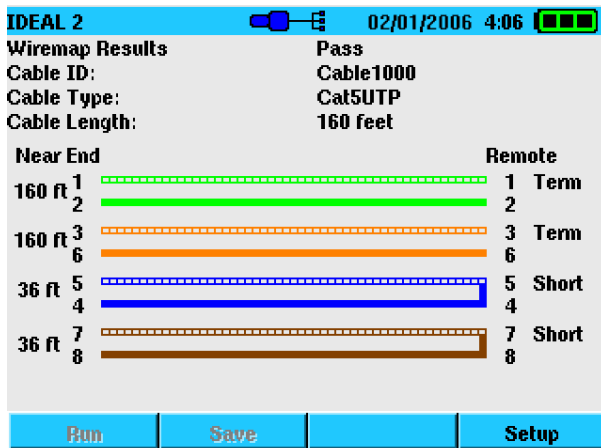 IDEAL 2 02/01/2006 4:06
Wiremap Results Pass
Cable ID: Cable1000
Cable Type: Cat5UTP
Cable Length: 160 feet
Near End Remote
160 ft 1 1 Term
2 2
160 ft 3 3 Term
6 6
36 ft 5 5 Short
4 4
36 ft 7 7 Short
8 8
Run Save Setup